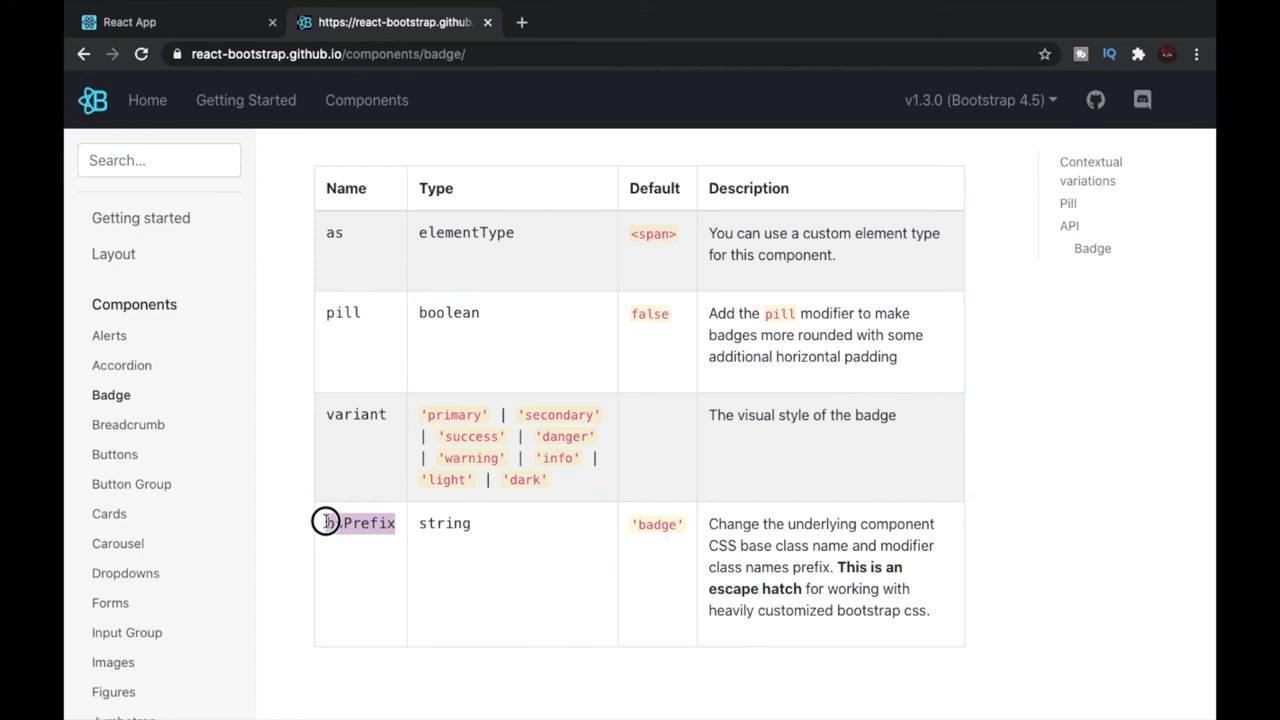 React App
https://react-bootstrap.github.
react-bootstrap.github.io/components/badge/
IQ
Home
Getting Started
Components
v1.3.0 (Bootstrap 4.5)
Search...
Getting started
Layout
Components
Alerts
Accordion
Badge
Breadcrumb
Buttons
Button Group
Cards
Carousel
Dropdowns
Forms
Input Group
Images
Figures
Name Type Default Description
as elementType <span> You can use a custom element type
for this component.
pill boolean false Add the pill modifier to make
badges more rounded with some
additional horizontal padding
variant 'primary' | 'secondary' The visual style of the badge
| 'success' | 'danger'
| 'warning' | 'info' |
'light' | 'dark'
bsPrefix string 'badge' Change the underlying component
CSS base class name and modifier
class names prefix. This is an
escape hatch for working with
heavily customized bootstrap css.
Contextual
variations
Pill
API
Badge